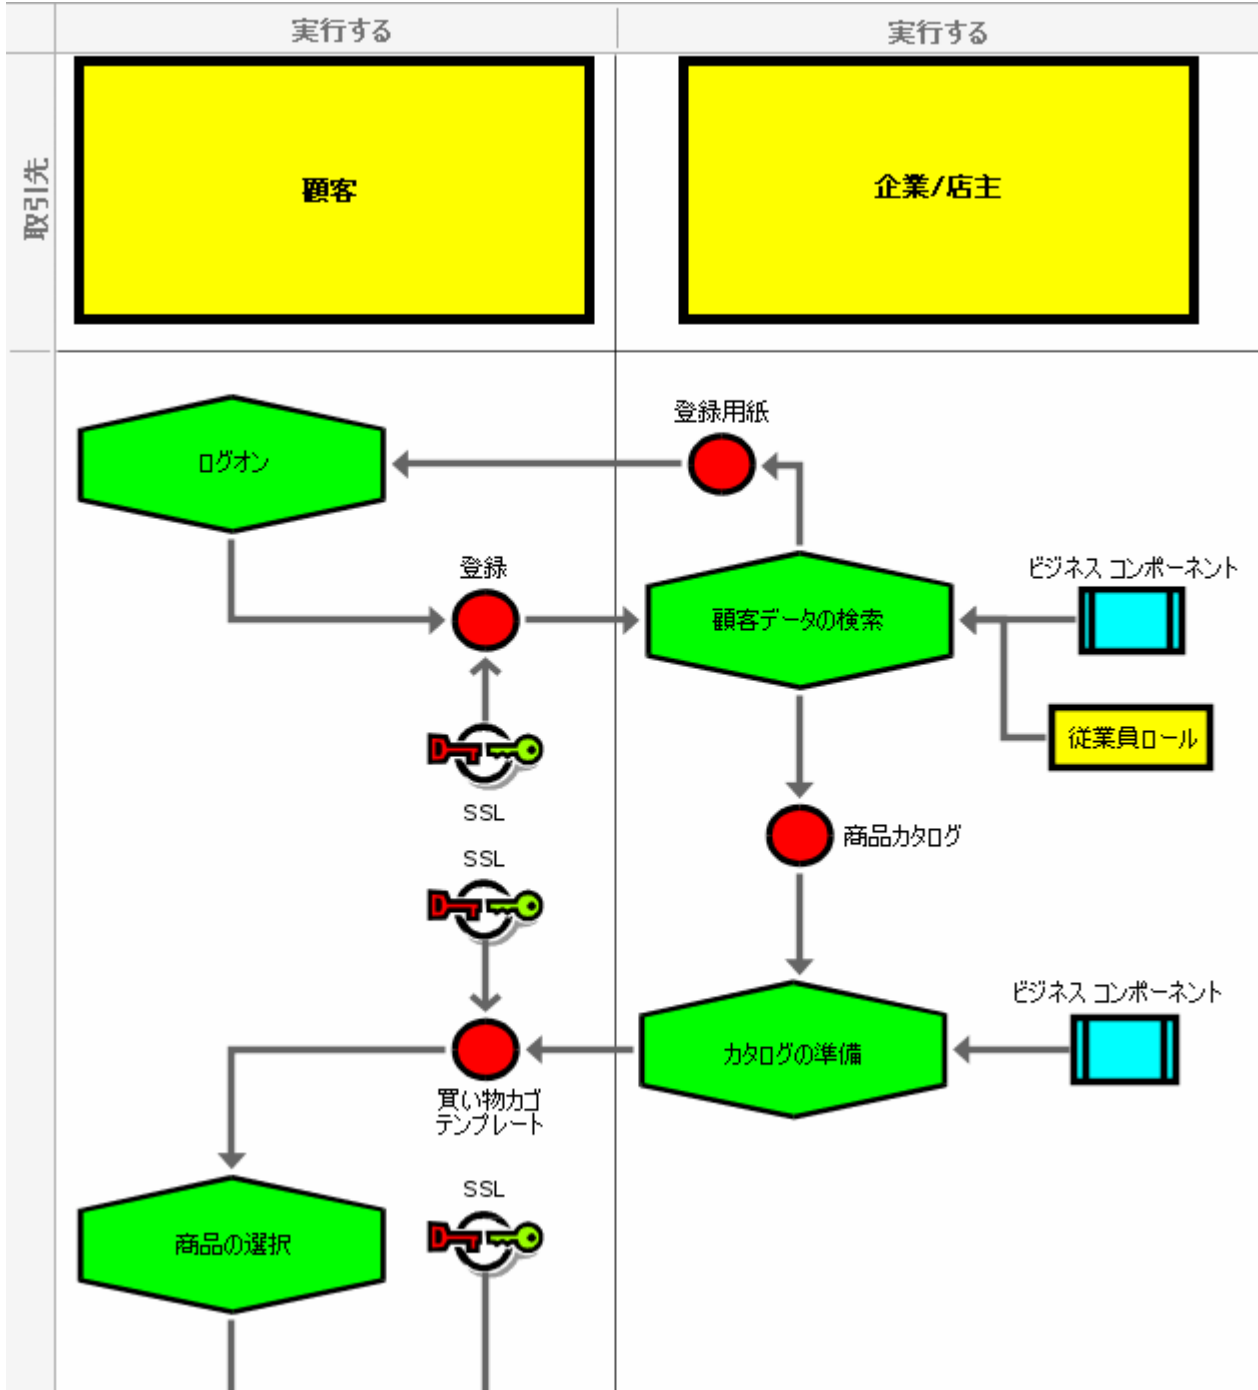 実行する
実行する
取引先
顧客
企業/店主
登録用紙
ログオン
登録
ビジネス コンポーネント
顧客データの検索
従業員ロール
SSL
商品カタログ
SSL
ビジネス コンポーネント
カタログの準備
買い物カゴ
テンプレート
SSL
商品の選択